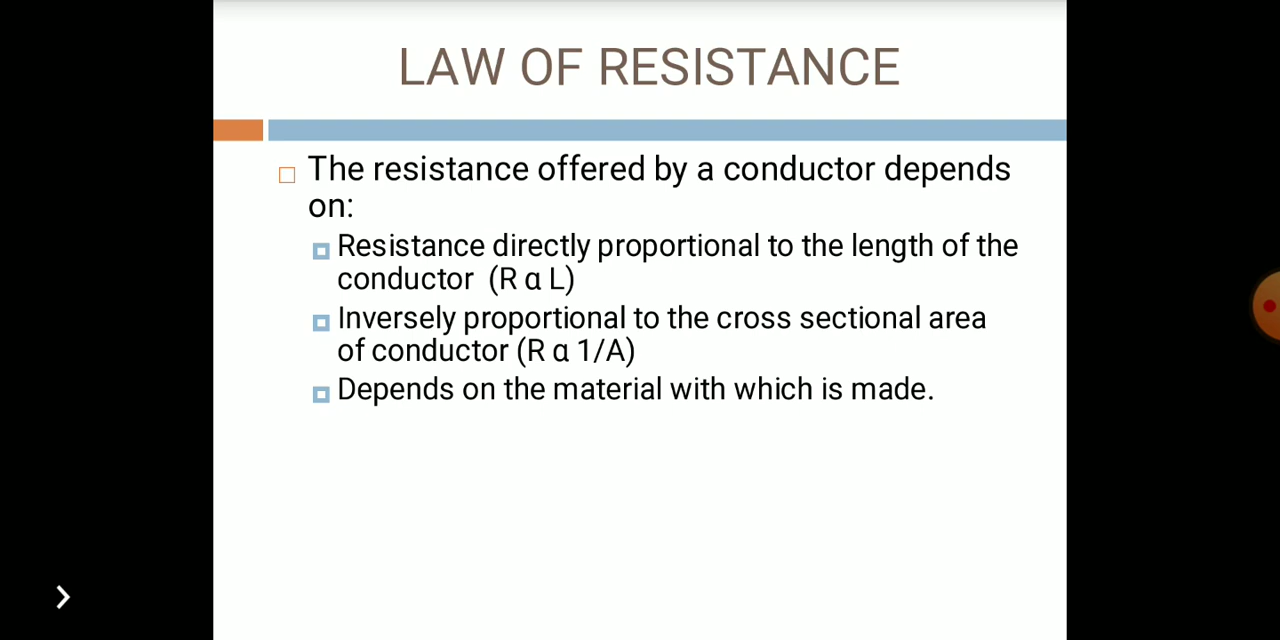 LAW OF RESISTANCE
The resistance offered by a conductor depends
on:
Resistance directly proportional to the length of the
conductor  (R α L)
Inversely proportional to the cross sectional area
of conductor (R α 1/A)
Depends on the material with which is made.